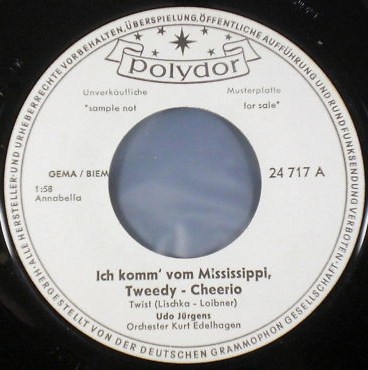 ALLE HERSTELLER- UND URHEBERRECHTE VORBEHALTEN, ÜBERSPIELUNG, ÖFFENTLICHE AUFFÜHRUNG UND RUNDFUNKSENDUNG VERBOTEN.
polydor
Unverkäufliche Musterplatte
"sample not for sale"
GEMA / BIEM 24 717 A
1:58
Annabella
Ich komm' vom Mississippi,
Tweedy - Cheerio
Twist (Lischka - Loibner)
Udo Jürgens
Orchester Kurt Edelhagen
HERGESTELLT VON DER DEUTSCHEN GRAMMOPHON GESELLSCHAFT